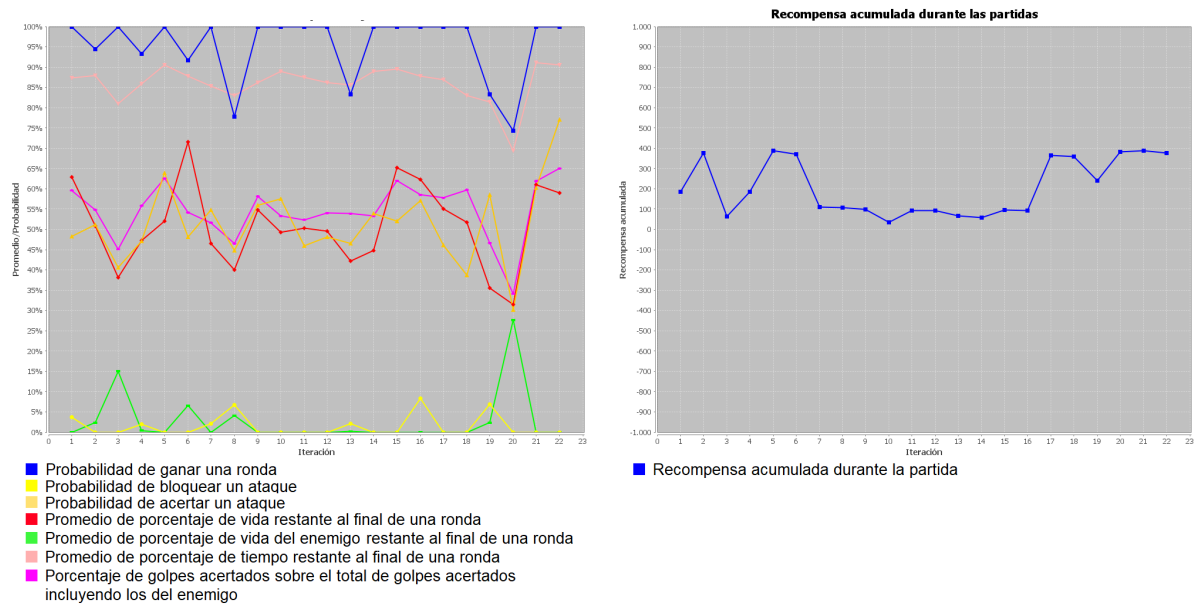 100%
95%
90%
85%
80%
75%
70%
65%
60%
55%
50%
45%
40%
35%
30%
25%
20%
15%
10%
5%
0%
Promedio/Probabilidad
0 1 2 3 4 5 6 7 8 9 10 11 12 13 14 15 16 17 18 19 20 21 22 23
Iteración
Probabilidad de ganar una ronda
Probabilidad de bloquear un ataque
Probabilidad de acertar un ataque
Promedio de porcentaje de vida restante al final de una ronda
Promedio de porcentaje de vida del enemigo restante al final de una ronda
Promedio de porcentaje de tiempo restante al final de una ronda
Porcentaje de golpes acertados sobre el total de golpes acertados
incluyendo los del enemigo
Recompensa acumulada durante las partidas
1.000
900
800
700
600
500
400
300
200
100
0
-100
-200
-300
-400
-500
-600
-700
-800
-900
-1.000
Recompensa acumulada
0 1 2 3 4 5 6 7 8 9 10 11 12 13 14 15 16 17 18 19 20 21 22 23
Iteración
Recompensa acumulada durante la partida